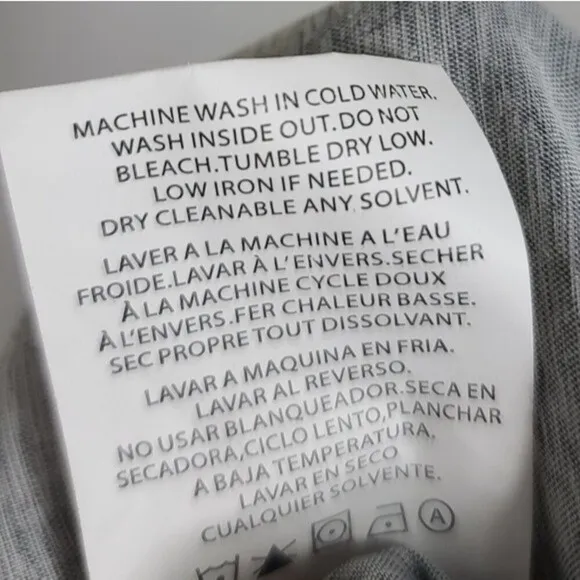 MACHINE WASH IN COLD WATER.
WASH INSIDE OUT.DO NOT
BLEACH.TUMBLE DRY LOW.
LOW IRON IF NEEDED.
DRY CLEANABLE ANY SOLVENT.
LAVER A LA MACHINE A L'EAU
FROIDE.LAVAR À L'ENVERS.SECHER
À LA MACHINE CYCLE DOUX
À L'ENVERS.FER CHALEUR BASSE.
SEC PROPRE TOUT DISSOLVANT.
LAVAR A MAQUINA EN FRIA.
LAVAR AL REVERSO.
NO USAR BLANQUEADOR.SECA EN
SECADORA,CICLO LENTO,PLANCHAR
A BAJA TEMPERATURA,
LAVAR EN SECO
CUALQUIER SOLVENTE.
A